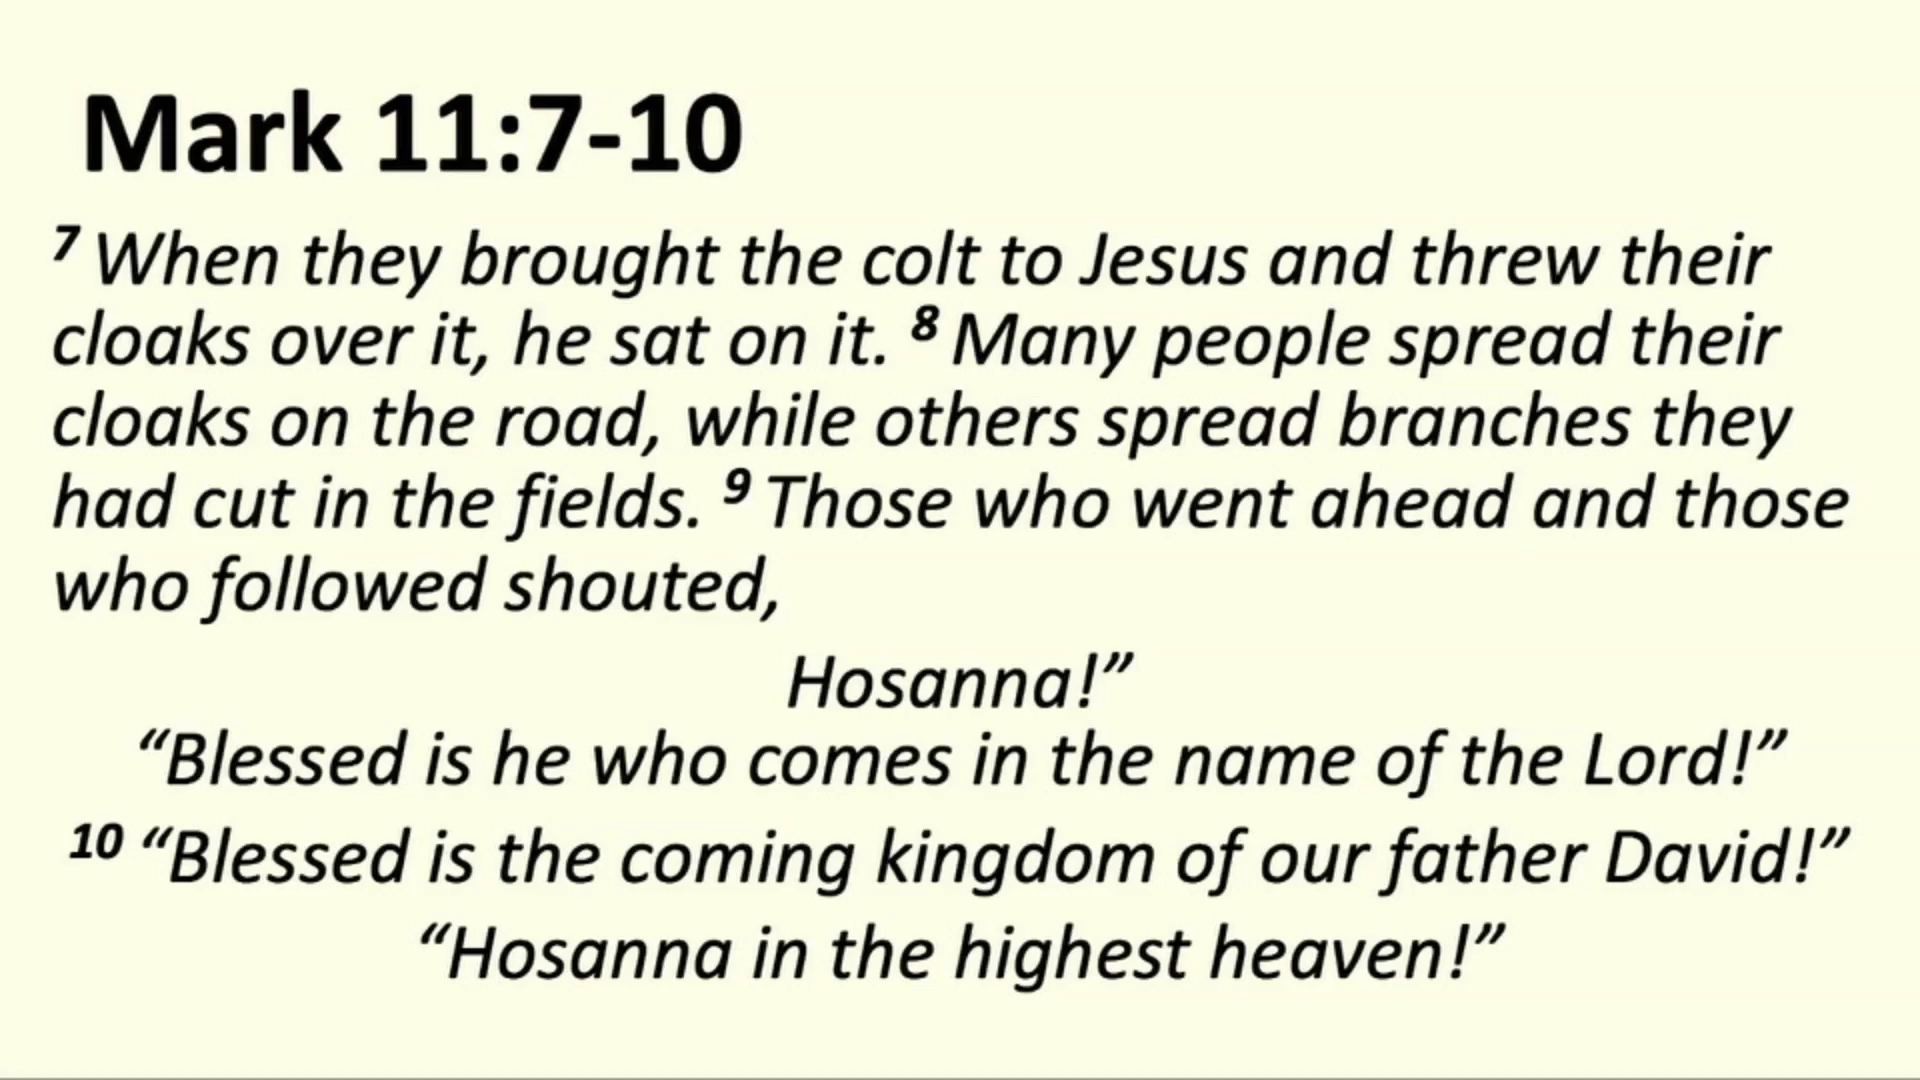 Mark 11:7-10
7 When they brought the colt to Jesus and threw their
cloaks over it, he sat on it. 8 Many people spread their
cloaks on the road, while others spread branches they
had cut in the fields. 9 Those who went ahead and those
who followed shouted,
Hosanna!”
“Blessed is he who comes in the name of the Lord!”
10 “Blessed is the coming kingdom of our father David!”
“Hosanna in the highest heaven!”